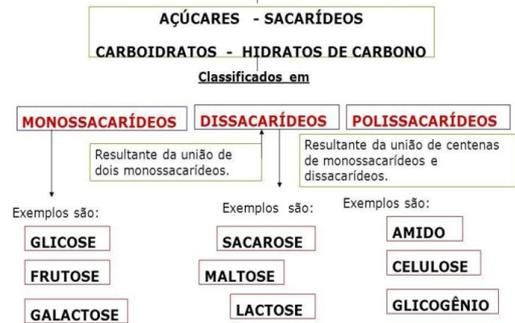 AÇÚCARES - SACARÍDEOS
CARBOIDRATOS - HIDRATOS DE CARBONO
Classificados em
MONOSSACARÍDEOS
DISSACARÍDEOS
POLISSACARÍDEOS
Resultante da união de
dois monossacarídeos.
Resultante da união de centenas
de monossacarídeos e
dissacarídeos.
Exemplos são:
GLICOSE
FRUTOSE
GALACTOSE
Exemplos são:
SACAROSE
MALTOSE
LACTOSE
Exemplos são:
AMIDO
CELULOSE
GLICOGÊNIO